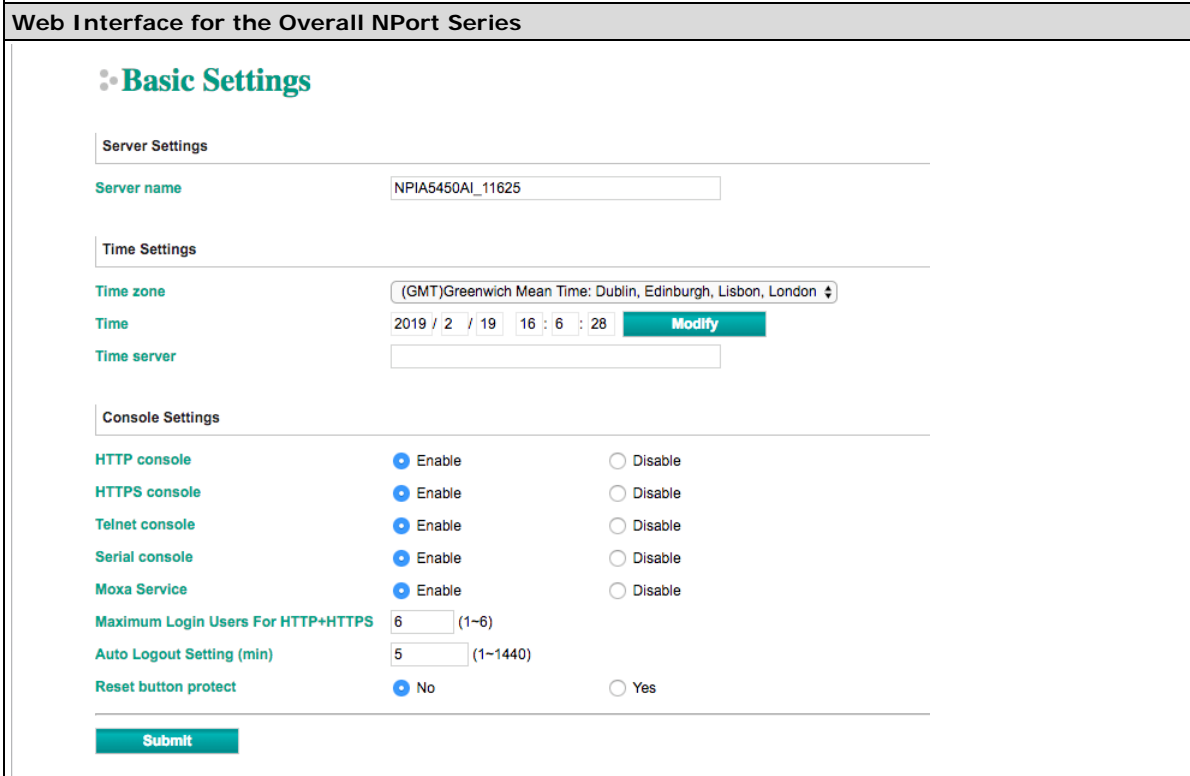 Web Interface for the Overall NPort Series
Basic Settings
Server Settings
Server name NPIA5450AI_11625
Time Settings
Time zone (GMT)Greenwich Mean Time: Dublin, Edinburgh, Lisbon, London
Time 2019 / 2 / 19 16 : 6 : 28 Modify
Time server
Console Settings
HTTP console Enable Disable
HTTPS console Enable Disable
Telnet console Enable Disable
Serial console Enable Disable
Moxa Service Enable Disable
Maximum Login Users For HTTP+HTTPS 6 (1~6)
Auto Logout Setting (min) 5 (1~1440)
Reset button protect No Yes
Submit